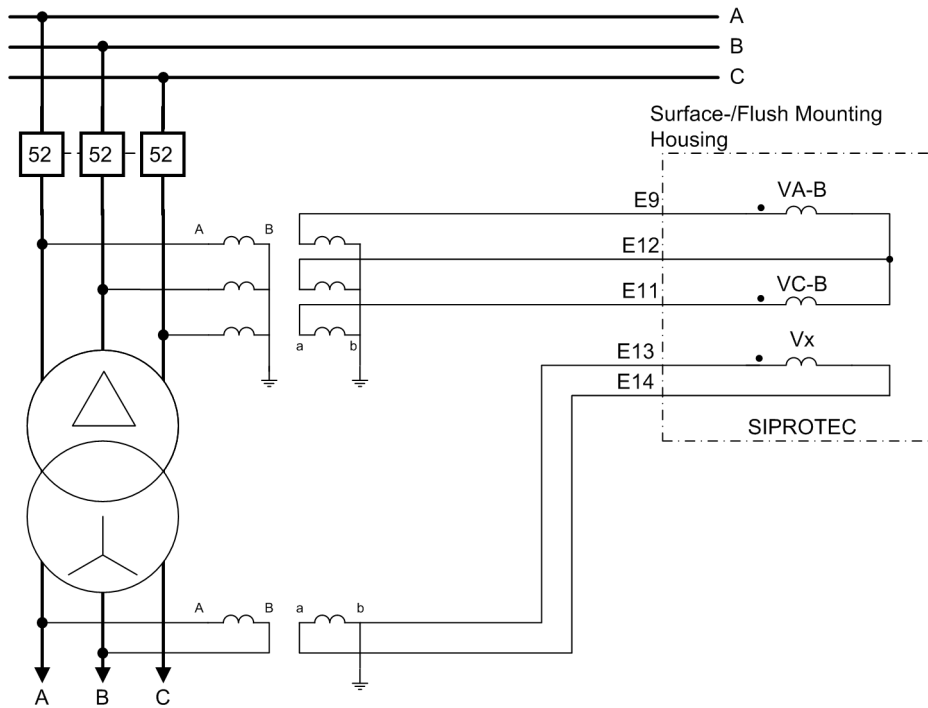 A
B
C
Surface-/Flush Mounting
Housing
52
52
52
VA-B
E9
A
B
E12
VC-B
E11
a
b
Vx
E13
E14
SIPROTEC
A
B
a
b
A
B
C